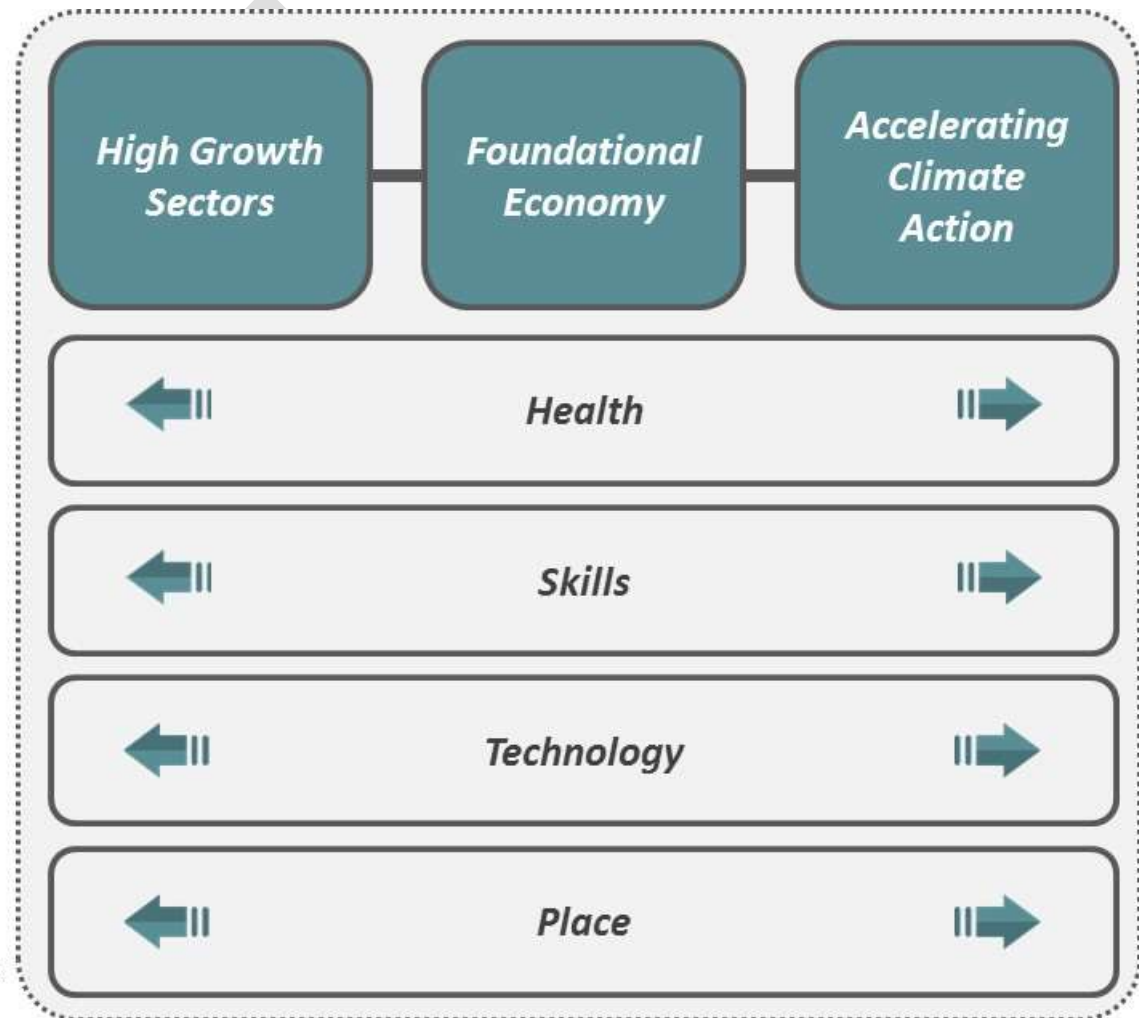 High Growth
Sectors
Foundational
Economy
Accelerating
Climate
Action
Health
Skills
Technology
Place